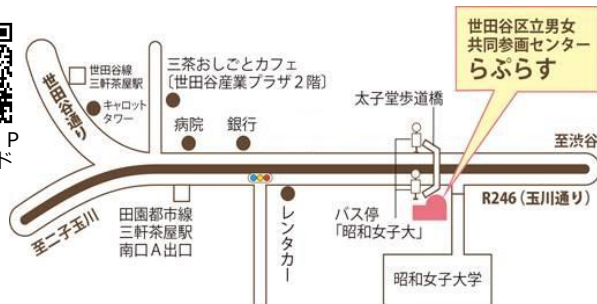 世田谷区立男女
共同参画センター
らぷらす
世田谷線
三軒茶屋駅
キャロット
タワー
世田谷通り
三茶おしごとカフェ
〔世田谷産業プラザ2階〕
病院
銀行
太子堂歩道橋
至渋谷
R246(玉川通り)
至二子玉川
田園都市線
三軒茶屋駅
南口A出口
レンタカー
バス停
「昭和女子大」
昭和女子大学
P
ド